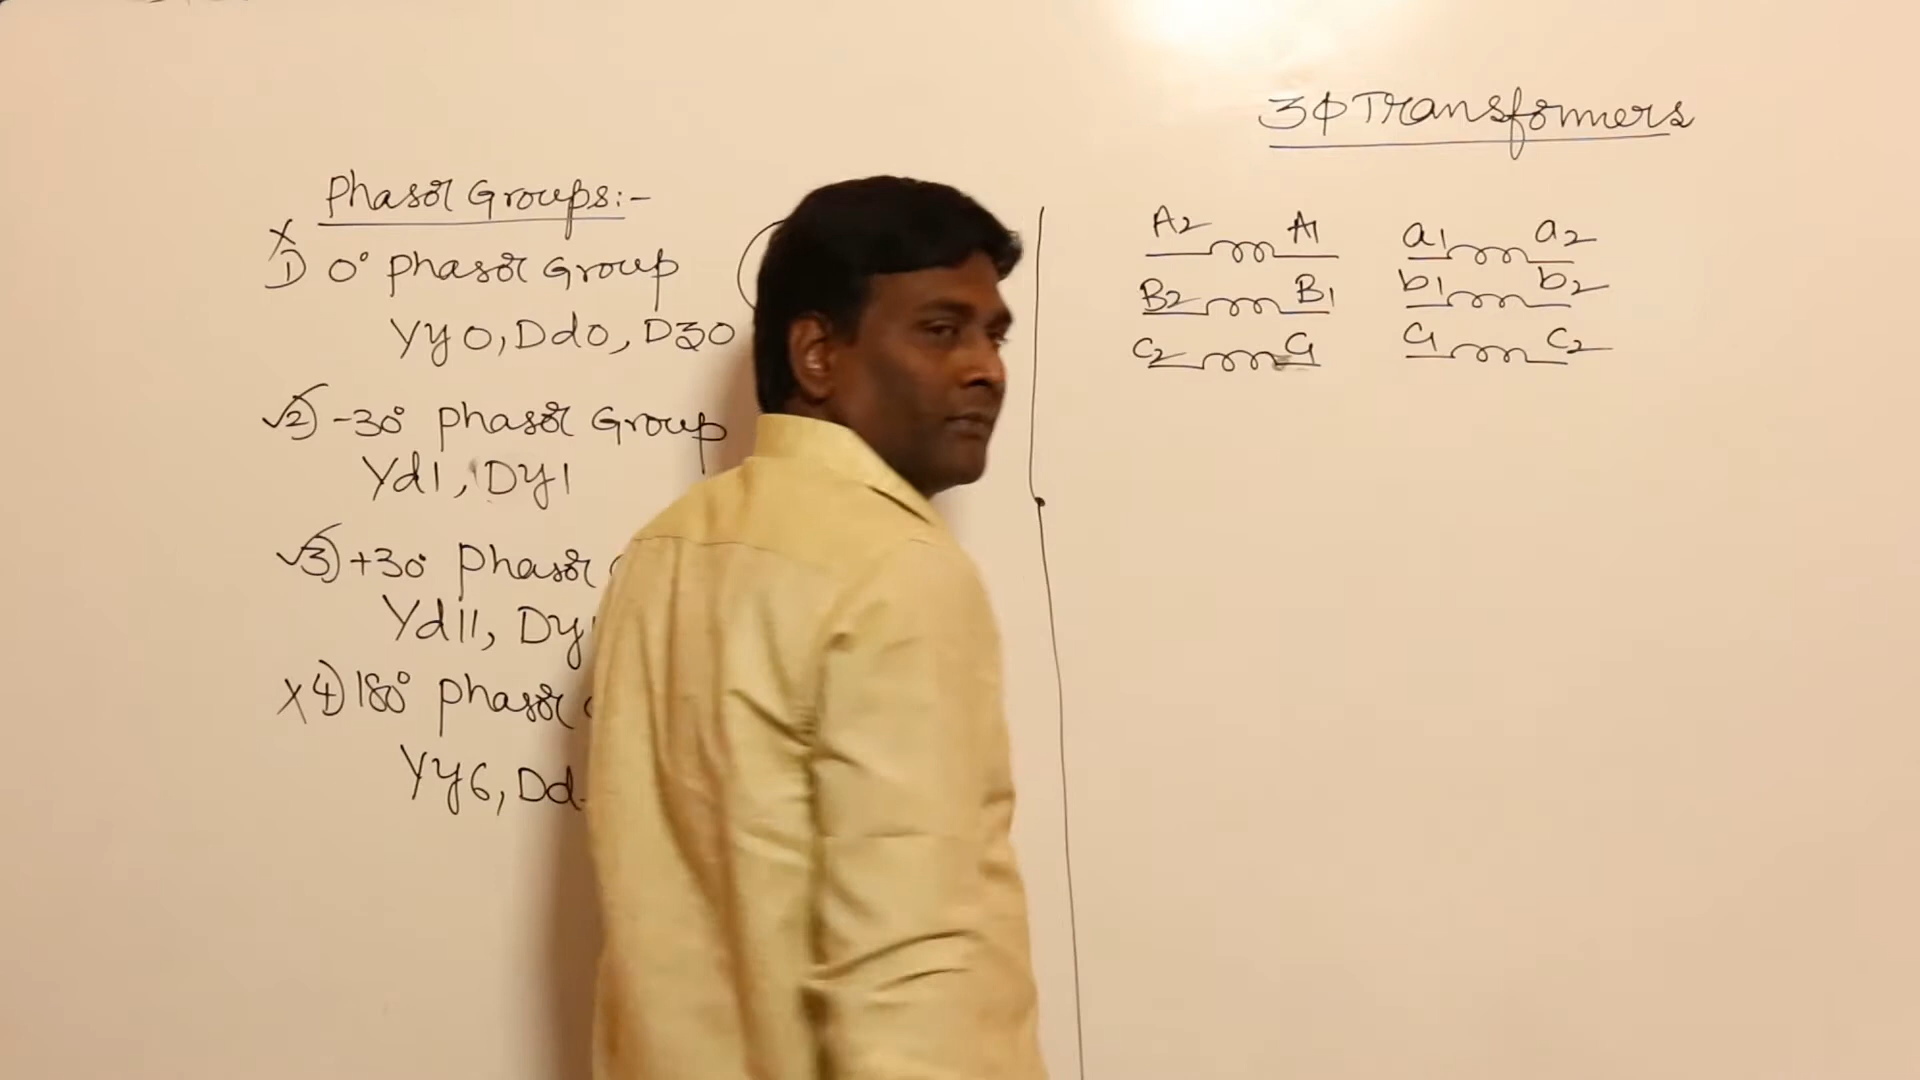 3φ Transformers
Phasor Groups:-
X
1) 0° Phasor Group
Yy0, Dd0, Dz0
√2) -30° Phasor Group
Yd1, Dy1
√3) +30° Phasor
Yd11, Dy
X 4) 180° Phasor
Yy6, Dd
A2 A1 a1 a2
B2 B1 b1 b2
C2 C1 C1 C2